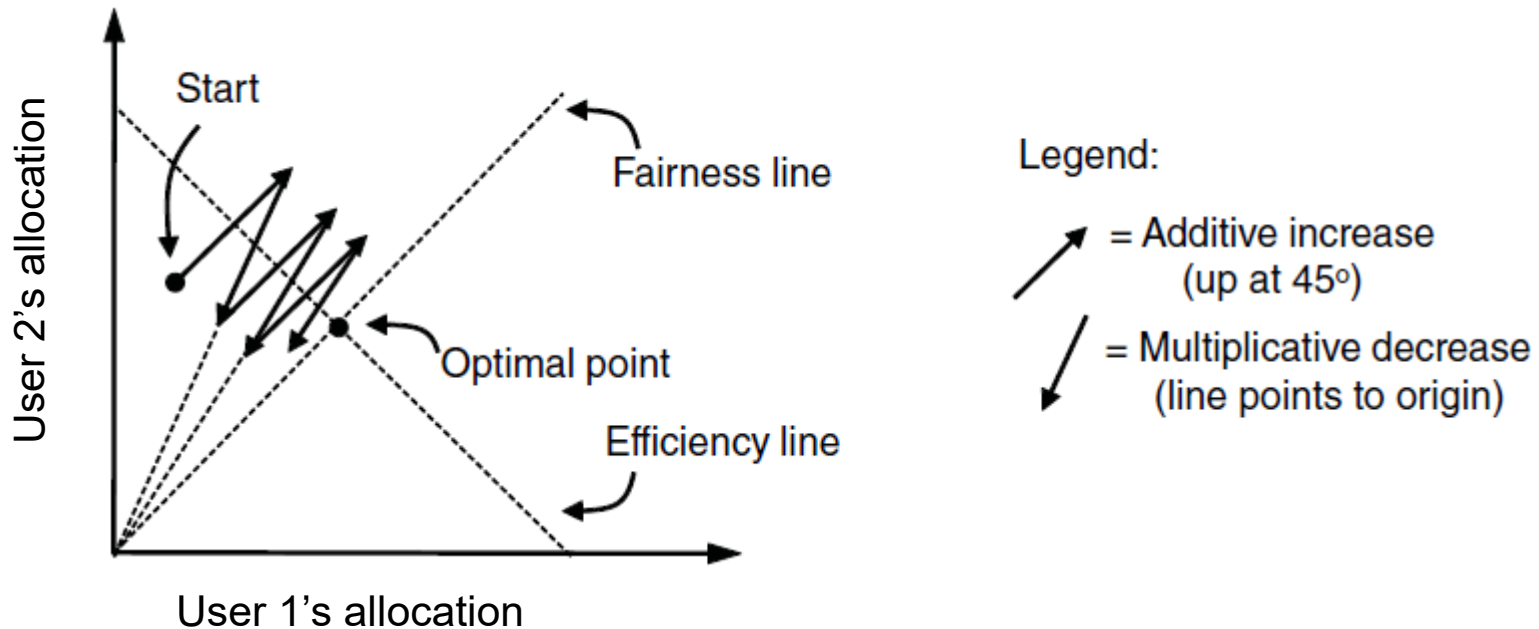 User 2's allocation
Start
Fairness line
Optimal point
Efficiency line
User 1's allocation
Legend:
= Additive increase
(up at 45º)
= Multiplicative decrease
(line points to origin)